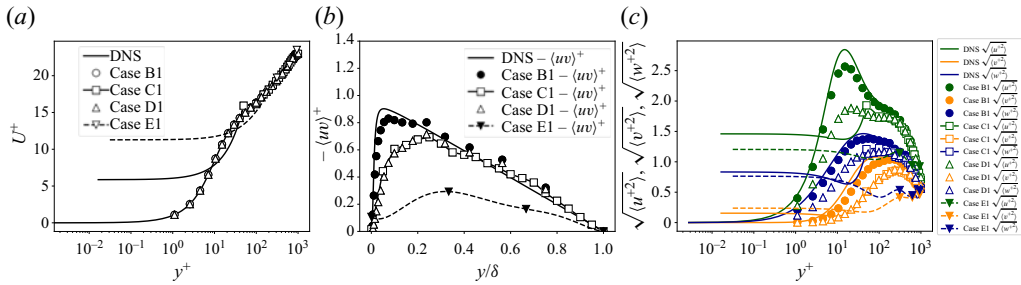 (a)
U⁺
20
15
10
5
0
DNS
Case B1
Case C1
Case D1
Case E1
10⁻² 10⁻¹ 10⁰ 10¹ 10² 10³
y⁺
(b)
− ⟨uv⟩⁺
1.4
1.2
1.0
0.8
0.6
0.4
0.2
0
DNS − ⟨uv⟩⁺
Case B1 − ⟨uv⟩⁺
Case C1 − ⟨uv⟩⁺
Case D1 − ⟨uv⟩⁺
Case E1 − ⟨uv⟩⁺
0 0.2 0.4 0.6 0.8 1.0
y/δ
(c)
√⟨u⁺²⟩, √⟨v⁺²⟩, √⟨w⁺²⟩
2.5
2.0
1.5
1.0
0.5
0
10⁻² 10⁻¹ 10⁰ 10¹ 10² 10³
y⁺
DNS √⟨u⁺²⟩
DNS √⟨v⁺²⟩
DNS √⟨w⁺²⟩
Case B1 √⟨u⁺²⟩
Case B1 √⟨v⁺²⟩
Case B1 √⟨w⁺²⟩
Case C1 √⟨u⁺²⟩
Case C1 √⟨v⁺²⟩
Case C1 √⟨w⁺²⟩
Case D1 √⟨u⁺²⟩
Case D1 √⟨v⁺²⟩
Case D1 √⟨w⁺²⟩
Case E1 √⟨u⁺²⟩
Case E1 √⟨v⁺²⟩
Case E1 √⟨w⁺²⟩